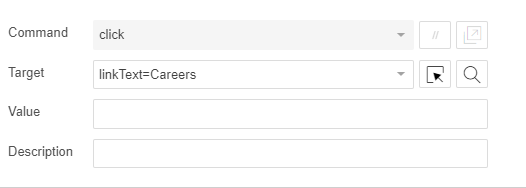 Command click //
Target linkText=Careers
Value
Description